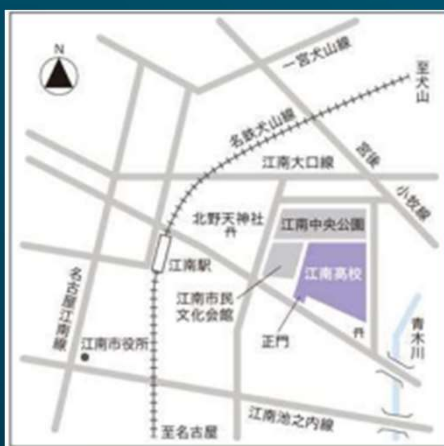 N
一宮犬山線
至犬山
名鉄犬山線
宮後
小牧線
江南大口線
北野天神社
江南中央公園
江南駅
江南高校
江南市民
文化会館
名古屋江南線
正門
青木川
江南市役所
江南池之内線
至名古屋